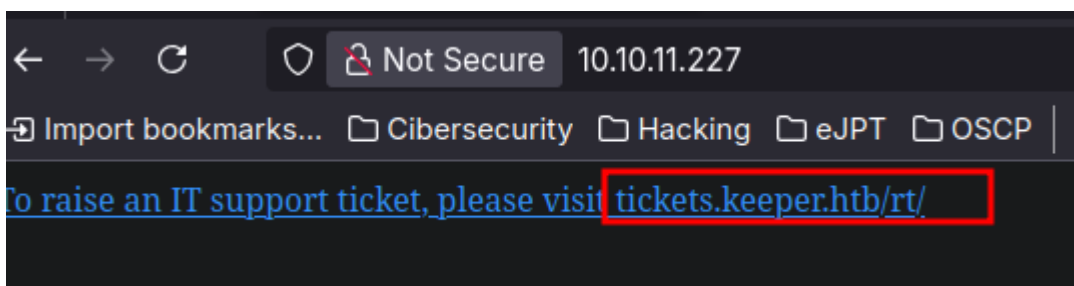 Not Secure 10.10.11.227
Import bookmarks... Cibersecurity Hacking eJPT OSCP
To raise an IT support ticket, please visit tickets.keeper.htb/rt/